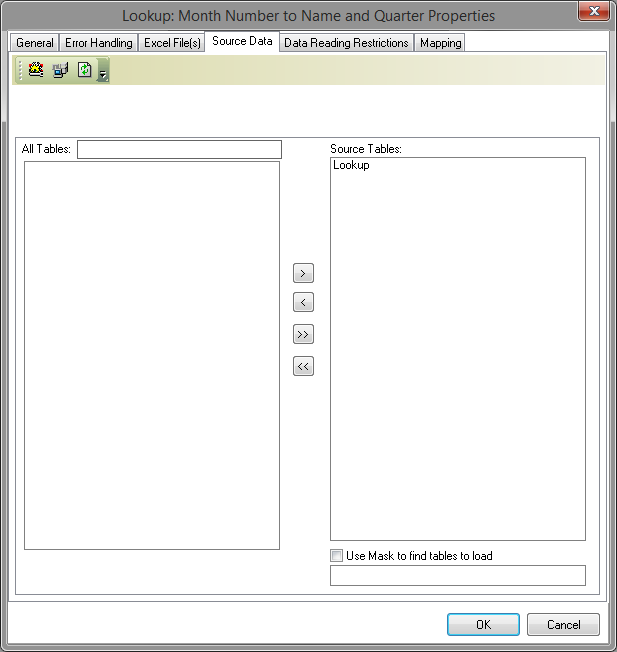 Lookup: Month Number to Name and Quarter Properties
General Error Handling Excel File(s) Source Data Data Reading Restrictions Mapping
All Tables: Source Tables:
Lookup
>
<
>>
<<
Use Mask to find tables to load
OK Cancel